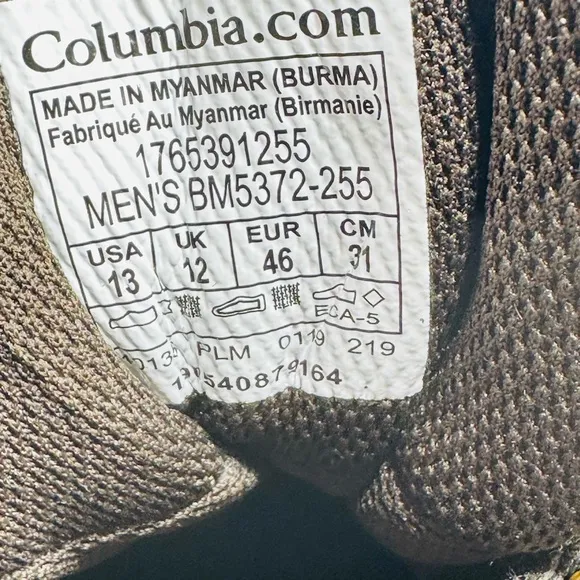 Columbia.com
MADE IN MYANMAR (BURMA)
Fabriqué Au Myanmar (Birmanie)
1765391255
MEN'S BM5372-255
USA UK EUR CM
13 12 46 31
ECA-5
PLM 0119 219